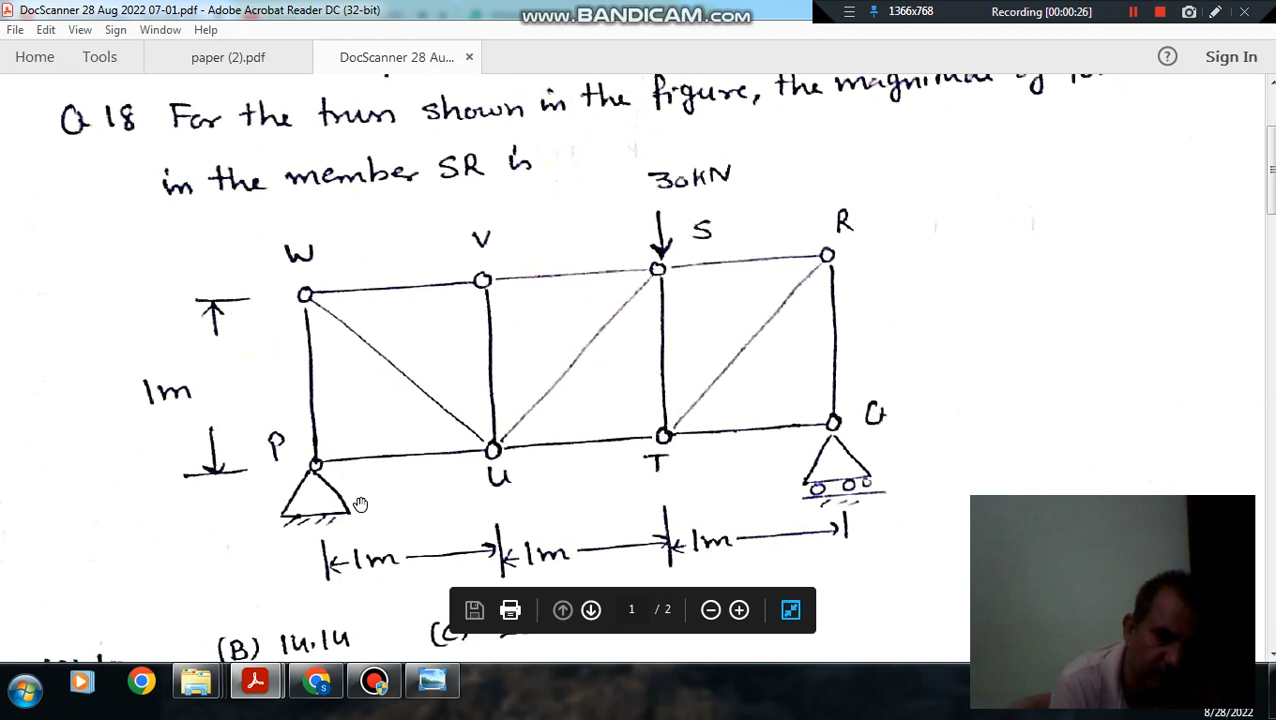 DocScanner 28 Aug 2022 07-01.pdf - Adobe Acrobat Reader DC (32-bit)
www.BANDICAM.com
1366x768
Recording [00:00:26]
File Edit View Sign Window Help
Home Tools paper (2).pdf DocScanner 28 Au... × Sign In
Q 18 For the truss shown in the figure, the magnitude of
in the member SR is
30kN
W V S R
1m
P U T Q
1m 1m 1m
1 / 2
(B) 14.14 (C)
8/28/2022